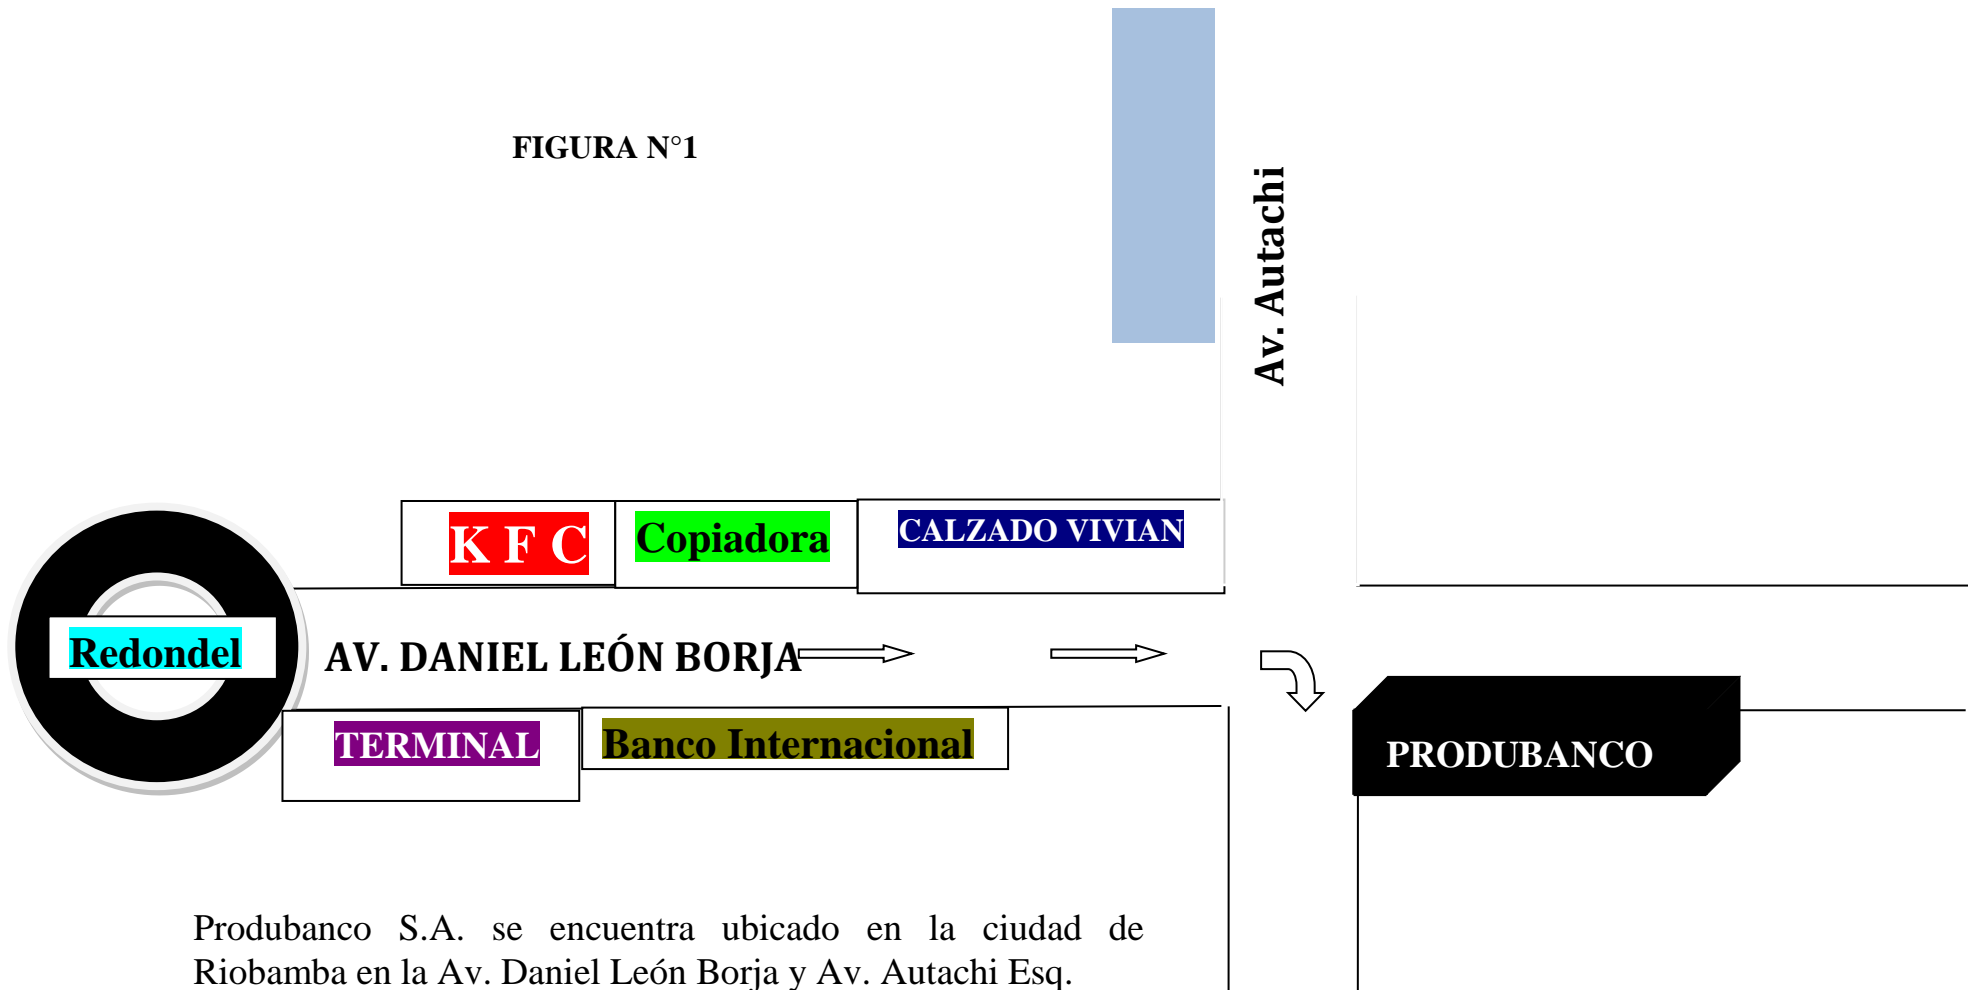 FIGURA N°1
Av. Autachi
K F C
Copiadora
CALZADO VIVIAN
Redondel
AV. DANIEL LEÓN BORJA
TERMINAL
Banco Internacional
PRODUBANCO
Produbanco S.A. se encuentra ubicado en la ciudad de
Riobamba en la Av. Daniel León Borja y Av. Autachi Esq.